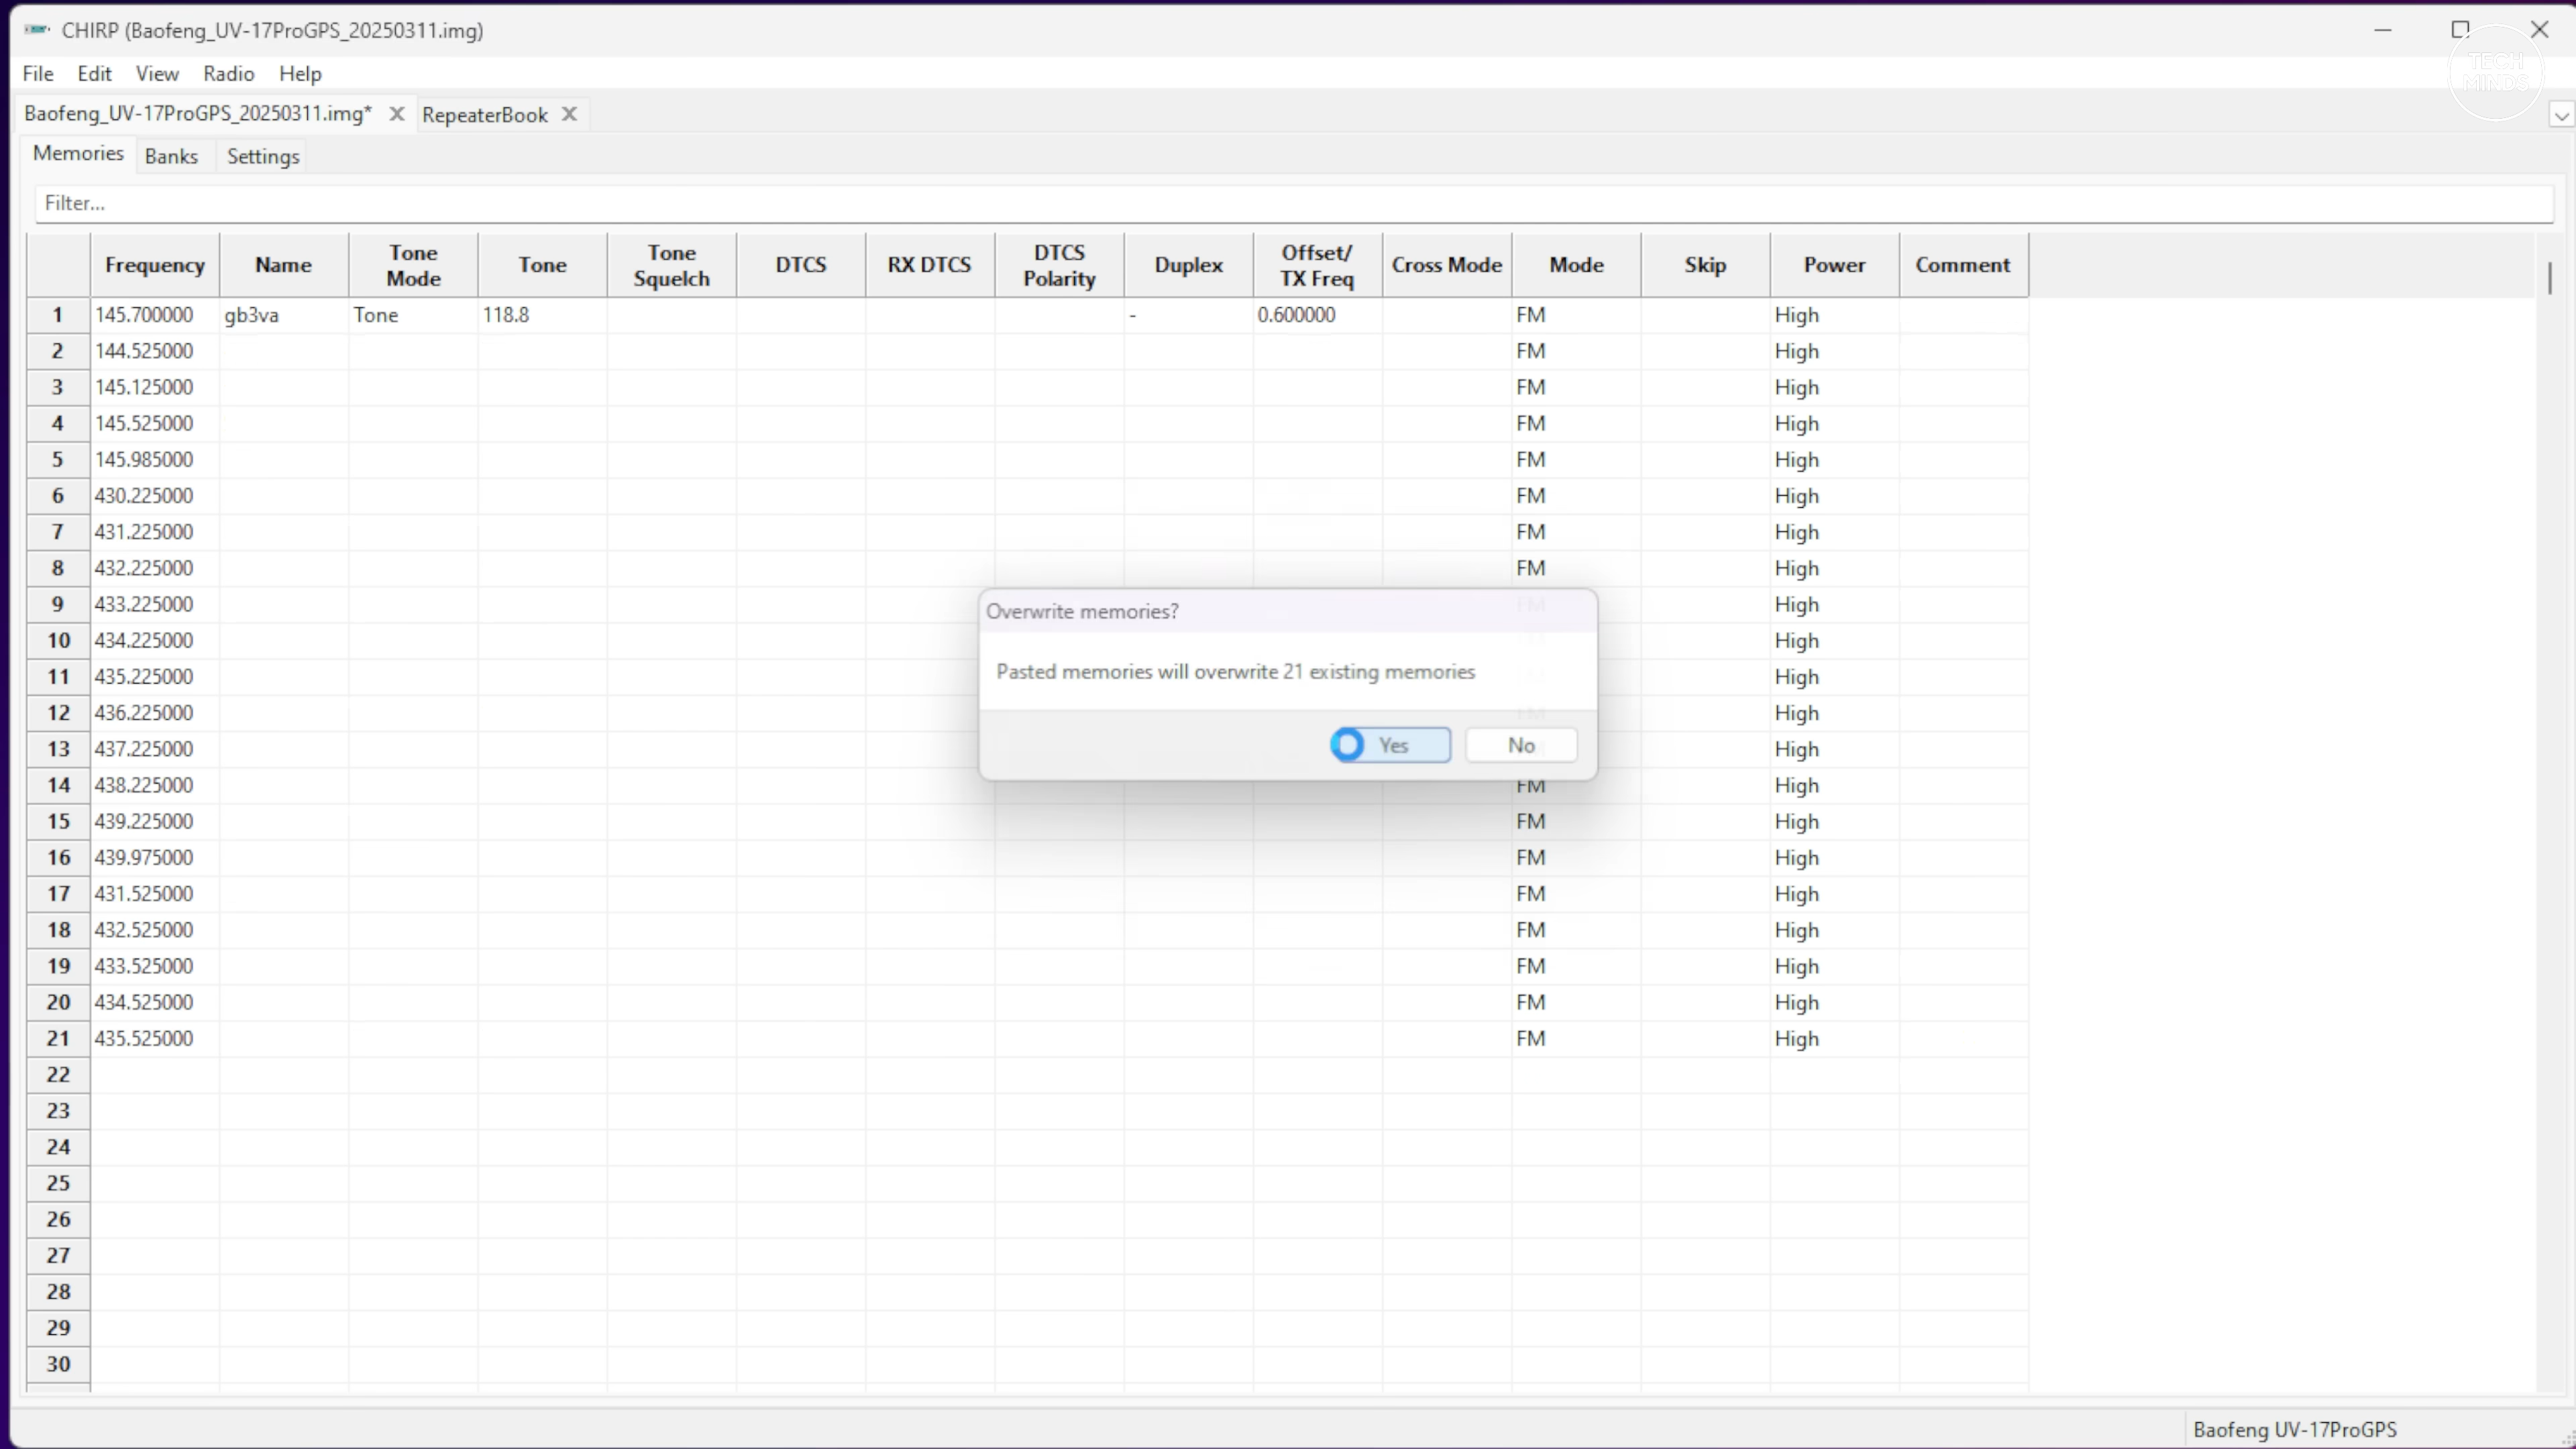 CHIRP (Baofeng_UV-17ProGPS_20250311.img)
TECH
MINDS
File Edit View Radio Help
Baofeng_UV-17ProGPS_20250311.img* RepeaterBook
Memories Banks Settings
Filter...
Frequency Name Tone Mode Tone Tone Squelch DTCS RX DTCS DTCS Polarity Duplex Offset/ TX Freq Cross Mode Mode Skip Power Comment
1 145.700000 gb3va Tone 118.8 - 0.600000 FM High
2 144.525000 FM High
3 145.125000 FM High
4 145.525000 FM High
5 145.985000 FM High
6 430.225000 FM High
7 431.225000 FM High
8 432.225000 FM High
9 433.225000 FM High
Overwrite memories?
10 434.225000 High
11 435.225000 High
Pasted memories will overwrite 21 existing memories
12 436.225000 FM High
13 437.225000 High
Yes No
14 438.225000 FM High
15 439.225000 FM High
16 439.975000 FM High
17 431.525000 FM High
18 432.525000 FM High
19 433.525000 FM High
20 434.525000 FM High
21 435.525000 FM High
22
23
24
25
26
27
28
29
30
Baofeng UV-17ProGPS